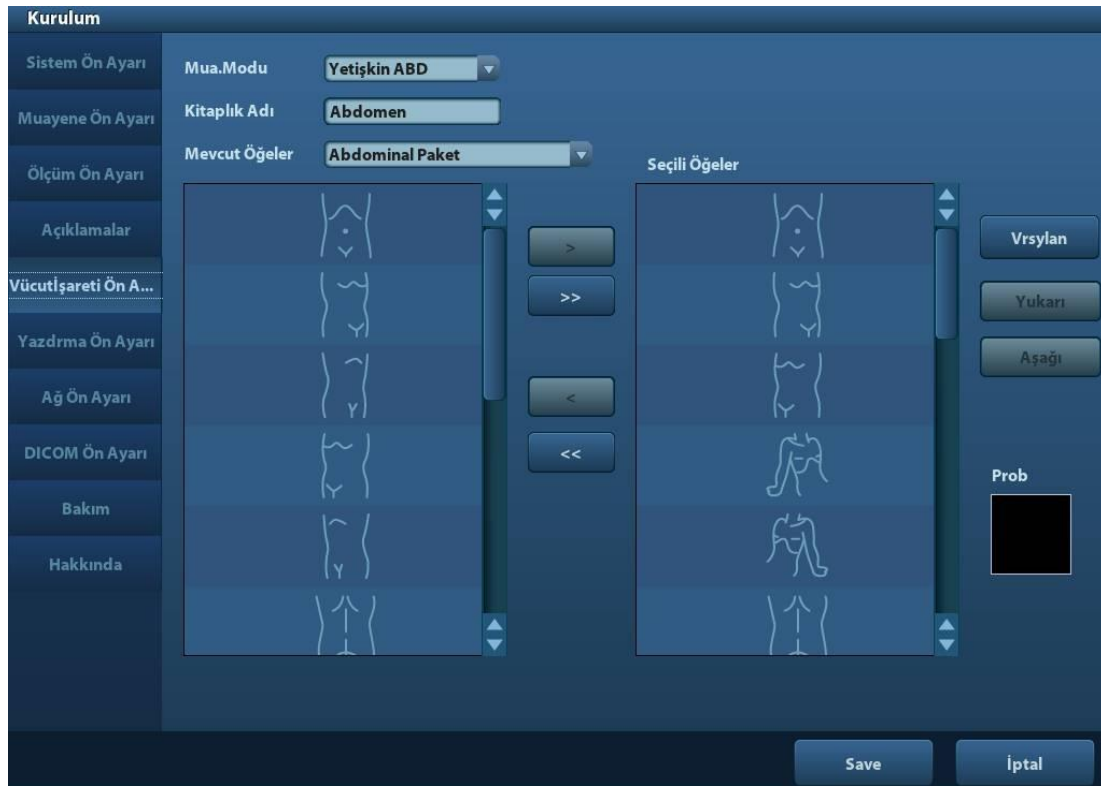 Kurulum
Sistem Ön Ayarı
Muayene Ön Ayarı
Ölçüm Ön Ayarı
Açıklamalar
Vücutİşareti Ön A...
Yazdrma Ön Ayarı
Ağ Ön Ayarı
DICOM Ön Ayarı
Bakım
Hakkında
Mua.Modu Yetişkin ABD
Kitaplık Adı Abdomen
Mevcut Öğeler Abdominal Paket
Seçili Öğeler
>
>>
<
<<
Vrsylan
Yukarı
Aşağı
Prob
Save İptal